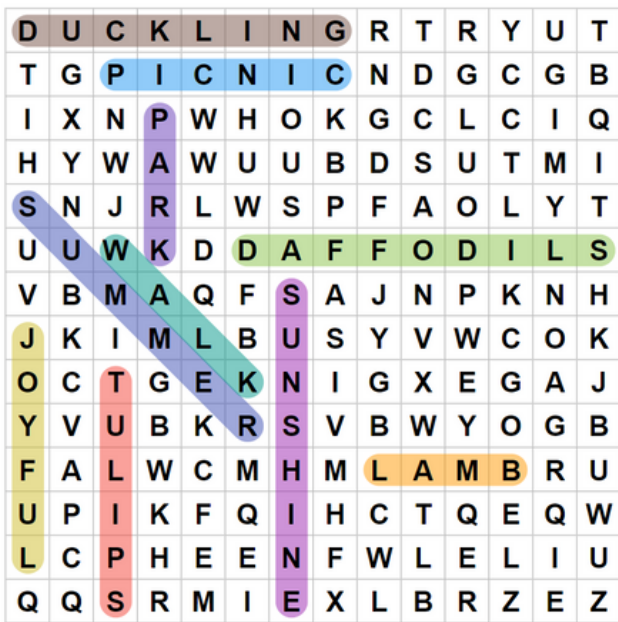 D U C K L I N G R T R Y U T
T G P I C N I C N D G C G B
I X N P W H O K G C L C I Q
H Y W A W U U B D S U T M I
S N J R L W S P F A O L Y T
U U W K D D A F F O D I L S
V B M A Q F S A J N P K N H
J K I M L B U S Y V W C O K
O C T G E K N I G X E G A J
Y V U B K R S V B W Y O G B
F A L W C M H M L A M B R U
U P I K F Q I H C T Q E Q W
L C P H E E N F W L E L I U
Q Q S R M I E X L B R Z E Z